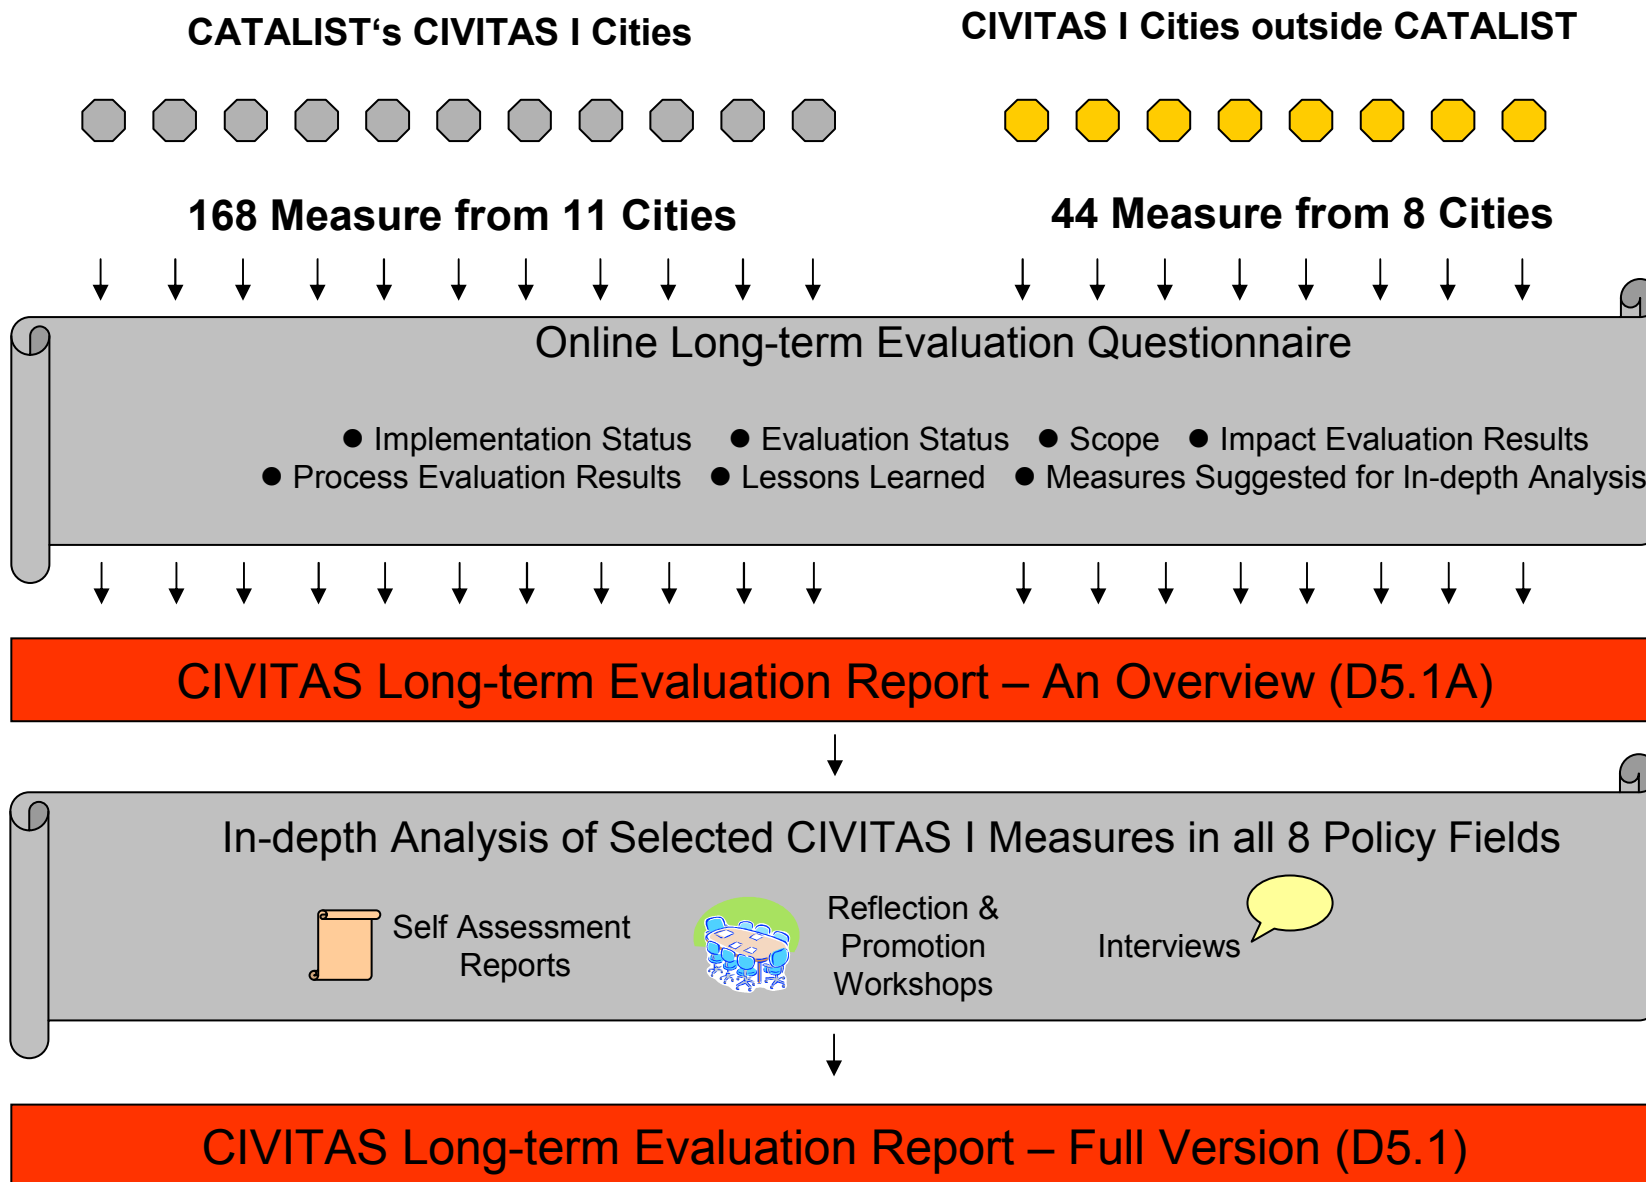 CATALIST‘s CIVITAS I Cities
CIVITAS I Cities outside CATALIST
168 Measure from 11 Cities
44 Measure from 8 Cities
Online Long-term Evaluation Questionnaire
● Implementation Status ● Evaluation Status ● Scope ● Impact Evaluation Results
● Process Evaluation Results ● Lessons Learned ● Measures Suggested for In-depth Analysis
CIVITAS Long-term Evaluation Report – An Overview (D5.1A)
In-depth Analysis of Selected CIVITAS I Measures in all 8 Policy Fields
Self Assessment
Reports
Reflection &
Promotion
Workshops
Interviews
CIVITAS Long-term Evaluation Report – Full Version (D5.1)